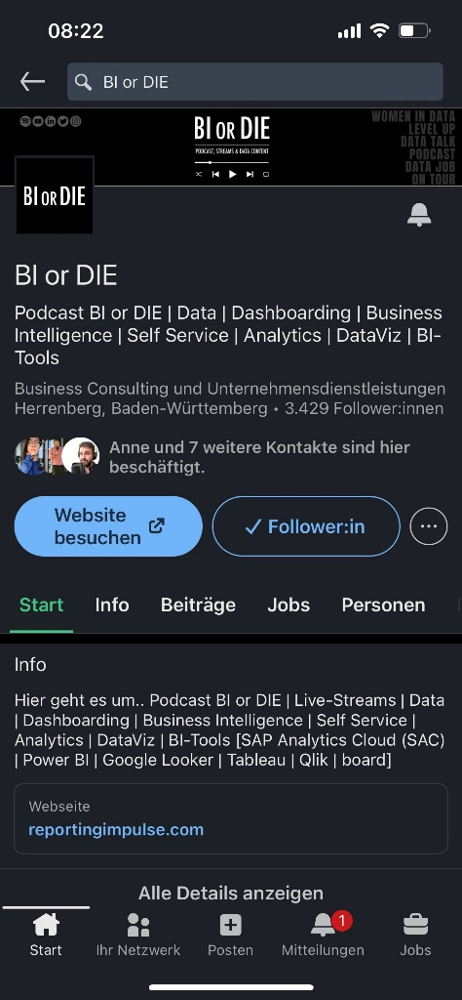 08:22
BI or DIE
BI OR DIE
PODCAST, STREAMS & DATA CONTENT
WOMEN IN DATA
LEVEL UP
DATA TALK
PODCAST
DATA JOB
ON TOUR
BI OR DIE
BI or DIE
Podcast BI or DIE | Data | Dashboarding | Business
Intelligence | Self Service | Analytics | DataViz | BI-
Tools
Business Consulting und Unternehmensdienstleistungen
Herrenberg, Baden-Württemberg • 3.429 Follower:innen
Anne und 7 weitere Kontakte sind hier
beschäftigt.
Website
besuchen
✓ Follower:in
Start
Info
Beiträge
Jobs
Personen
Info
Hier geht es um.. Podcast BI or DIE | Live-Streams | Data
| Dashboarding | Business Intelligence | Self Service |
Analytics | DataViz | BI-Tools [SAP Analytics Cloud (SAC)
| Power BI | Google Looker | Tableau | Qlik | board]
Webseite
reportingimpulse.com
Alle Details anzeigen
1
Start
Ihr Netzwerk
Posten
Mitteilungen
Jobs